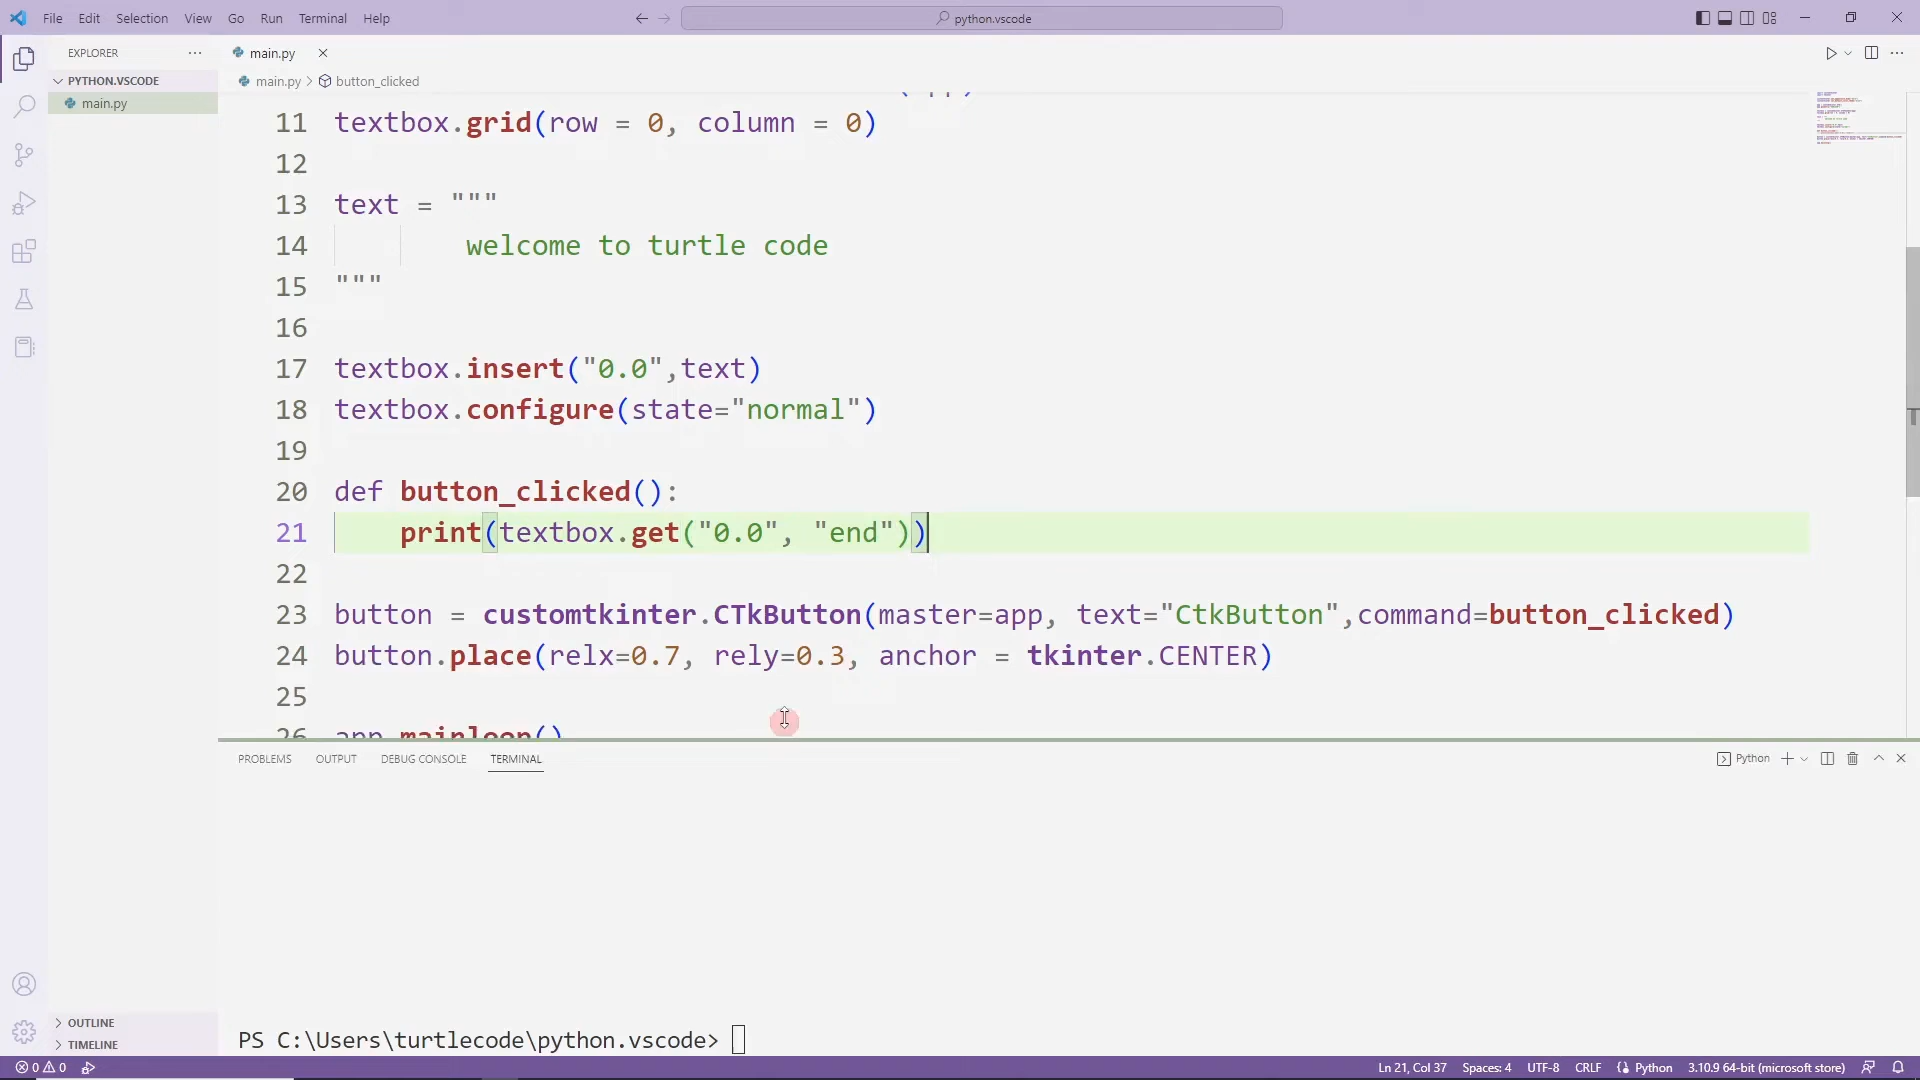 File Edit Selection View Go Run Terminal Help
python.vscode
EXPLORER
PYTHON.VSCODE
main.py
main.py
main.py > button_clicked
11 textbox.grid(row = 0, column = 0)
12
13 text = """
14 welcome to turtle code
15 """
16
17 textbox.insert("0.0",text)
18 textbox.configure(state="normal")
19
20 def button_clicked():
21 print(textbox.get("0.0", "end"))
22
23 button = customtkinter.CTkButton(master=app, text="CtkButton",command=button_clicked)
24 button.place(relx=0.7, rely=0.3, anchor = tkinter.CENTER)
25
26 app.mainloop()
PROBLEMS OUTPUT DEBUG CONSOLE TERMINAL
Python
PS C:\Users\turtlecode\python.vscode>
OUTLINE
TIMELINE
0 0
Ln 21, Col 37 Spaces: 4 UTF-8 CRLF Python 3.10.9 64-bit (microsoft store)